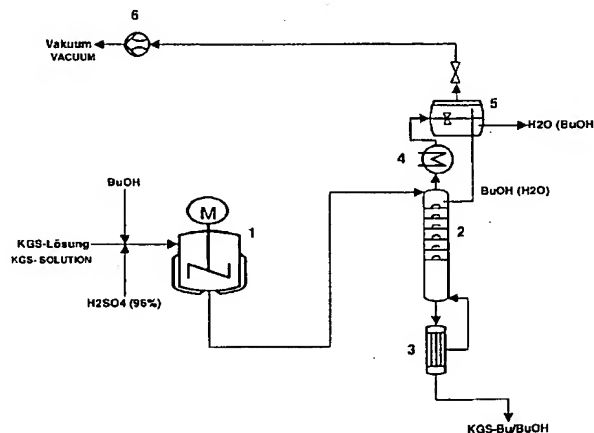 6
Vakuum
VACUUM
5
H2O (BuOH
4
BuOH
BuOH (H2O)
M
1
2
KGS-Lösung
KGS-SOLUTION
H2SO4 (96%)
3
KGS-Bu/BuOH